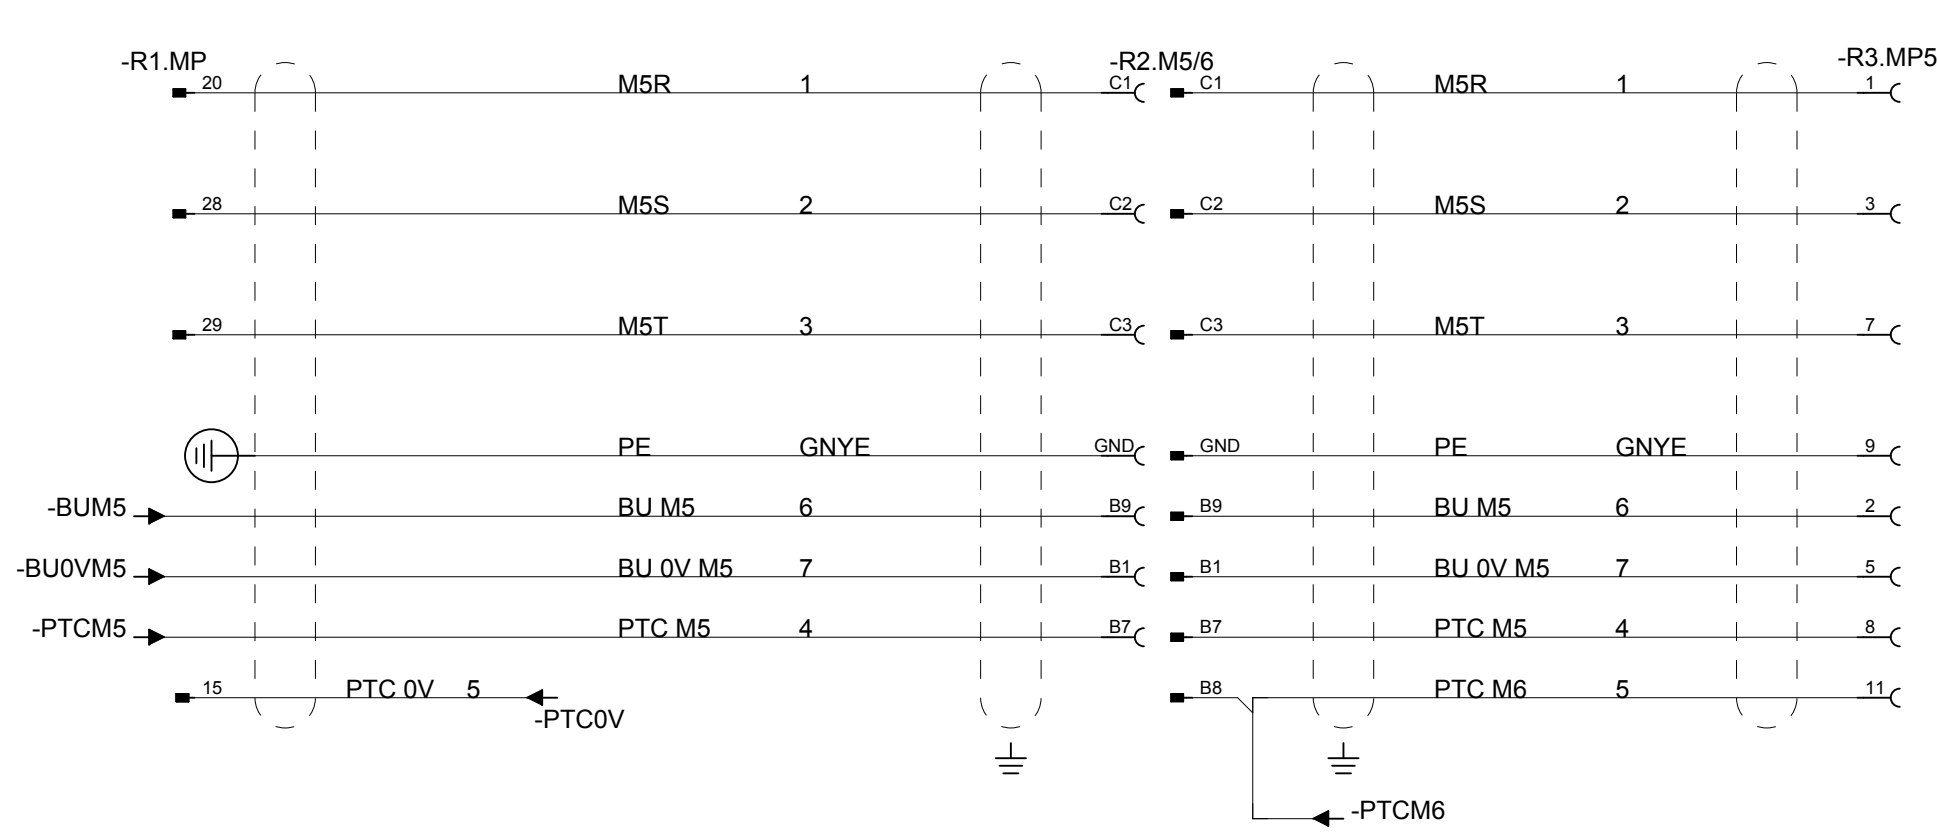 -R1.MP -R2.M5/6 -R3.MP5
20 M5R 1 C1 C1 M5R 1 1
28 M5S 2 C2 C2 M5S 2 3
29 M5T 3 C3 C3 M5T 3 7
PE GNYE GND GND PE GNYE 9
-BUM5 BU M5 6 B9 B9 BU M5 6 2
-BU0VM5 BU 0V M5 7 B1 B1 BU 0V M5 7 5
-PTCM5 PTC M5 4 B7 B7 PTC M5 4 8
15 PTC 0V 5 B8 PTC M6 5 11
-PTC0V
-PTCM6